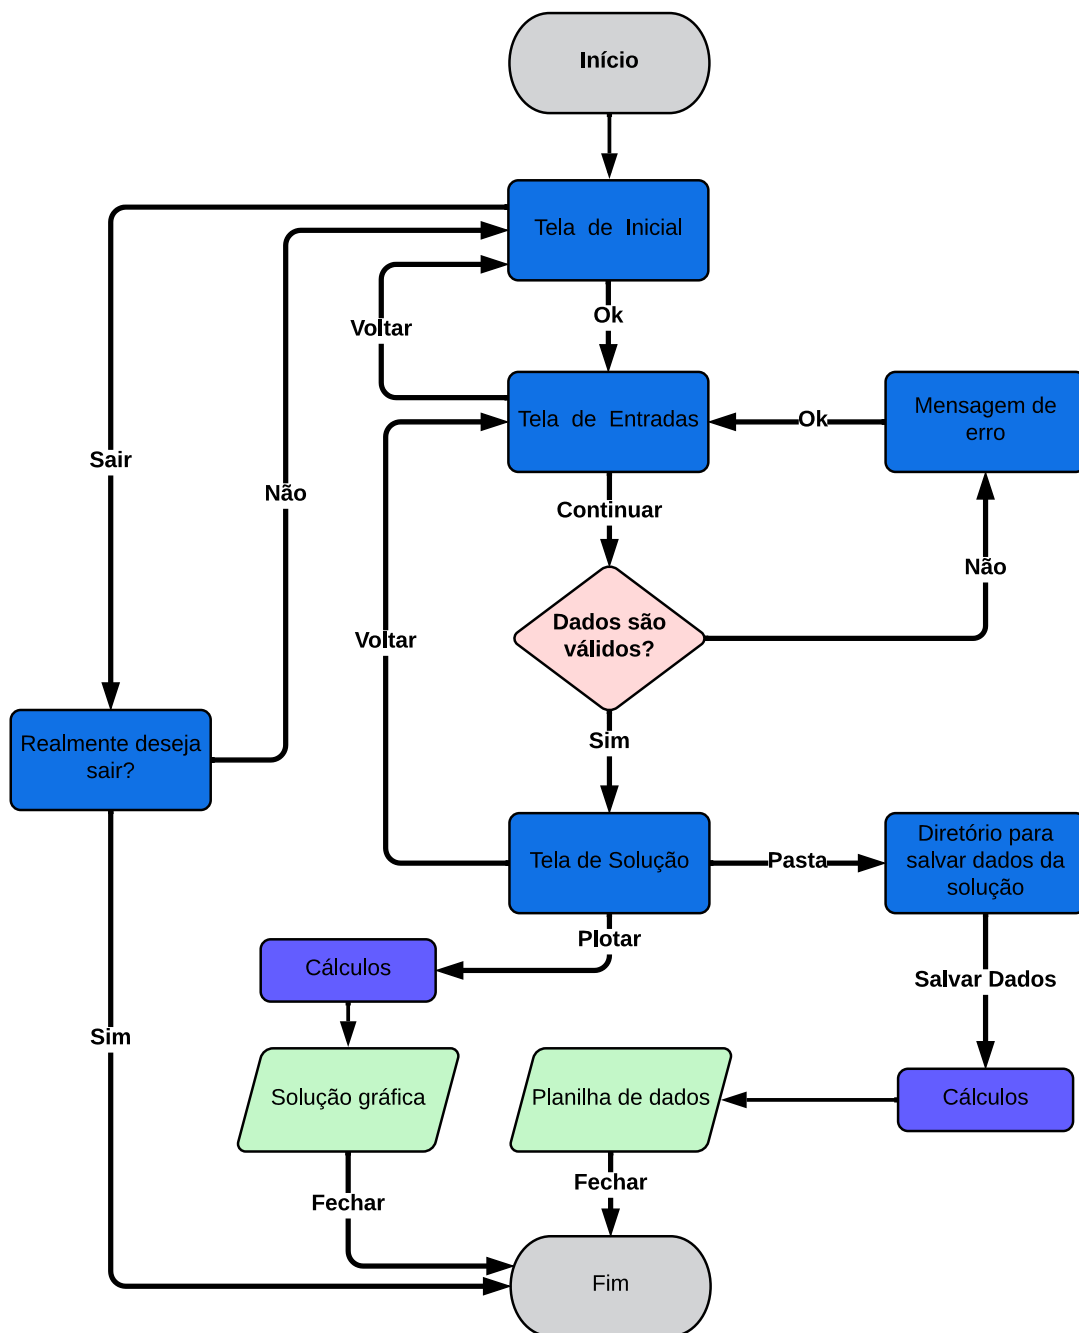 Início
Tela de Inicial
Ok
Voltar
Tela de Entradas
Ok
Mensagem de
erro
Sair
Não
Continuar
Não
Dados são
válidos?
Voltar
Realmente deseja
sair?
Sim
Tela de Solução
Pasta
Diretório para
salvar dados da
solução
Plotar
Cálculos
Salvar Dados
Sim
Solução gráfica
Planilha de dados
Cálculos
Fechar
Fechar
Fim